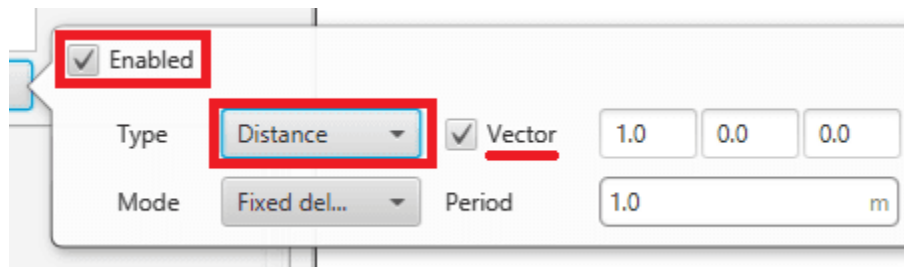 Enabled
Type Distance Vector 1.0 0.0 0.0
Mode Fixed del... Period 1.0 m